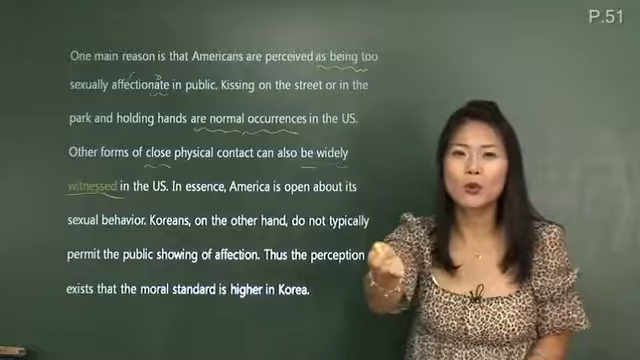 P.51
One main reason is that Americans are perceived as being too
sexually affectionate in public. Kissing on the street or in the
park and holding hands are normal occurrences in the US.
Other forms of close physical contact can also be widely
witnessed in the US. In essence, America is open about its
sexual behavior. Koreans, on the other hand, do not typically
permit the public showing of affection. Thus the perception
exists that the moral standard is higher in Korea.